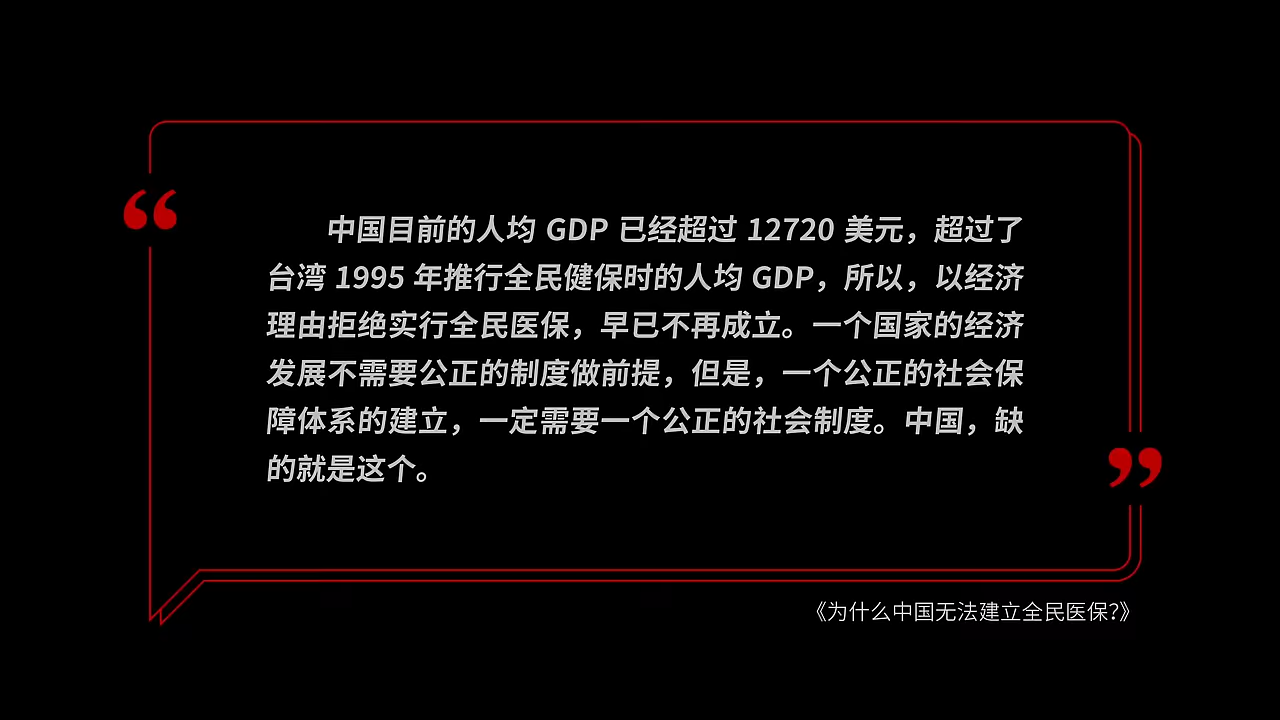 “
中国目前的人均 GDP 已经超过 12720 美元，超过了
台湾 1995 年推行全民健保时的人均 GDP，所以，以经济
理由拒绝实行全民医保，早已不再成立。一个国家的经济
发展不需要公正的制度做前提，但是，一个公正的社会保
障体系的建立，一定需要一个公正的社会制度。中国，缺
的就是这个。
”
《为什么中国无法建立全民医保？》